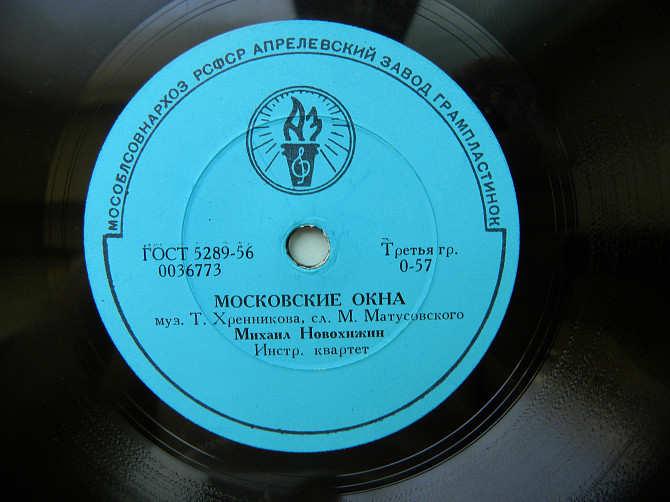 МОСОБЛСОВНАРХОЗ РСФСР АПРЕЛЕВСКИЙ ЗАВОД ГРАМПЛАСТИНОК
АЗ
ГОСТ 5289-56
0036773
Третья гр.
0-57
МОСКОВСКИЕ ОКНА
муз. Т. Хренникова, сл. М. Матусовского
Михаил Новохижин
Инстр. квартет